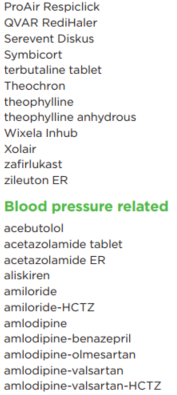 ProAir Respiclick
QVAR RediHaler
Serevent Diskus
Symbicort
terbutaline tablet
Theochron
theophylline
theophylline anhydrous
Wixela Inhub
Xolair
zafirlukast
zileuton ER
Blood pressure related
acebutolol
acetazolamide tablet
acetazolamide ER
aliskiren
amiloride
amiloride-HCTZ
amlodipine
amlodipine-benazepril
amlodipine-olmesartan
amlodipine-valsartan
amlodipine-valsartan-HCTZ